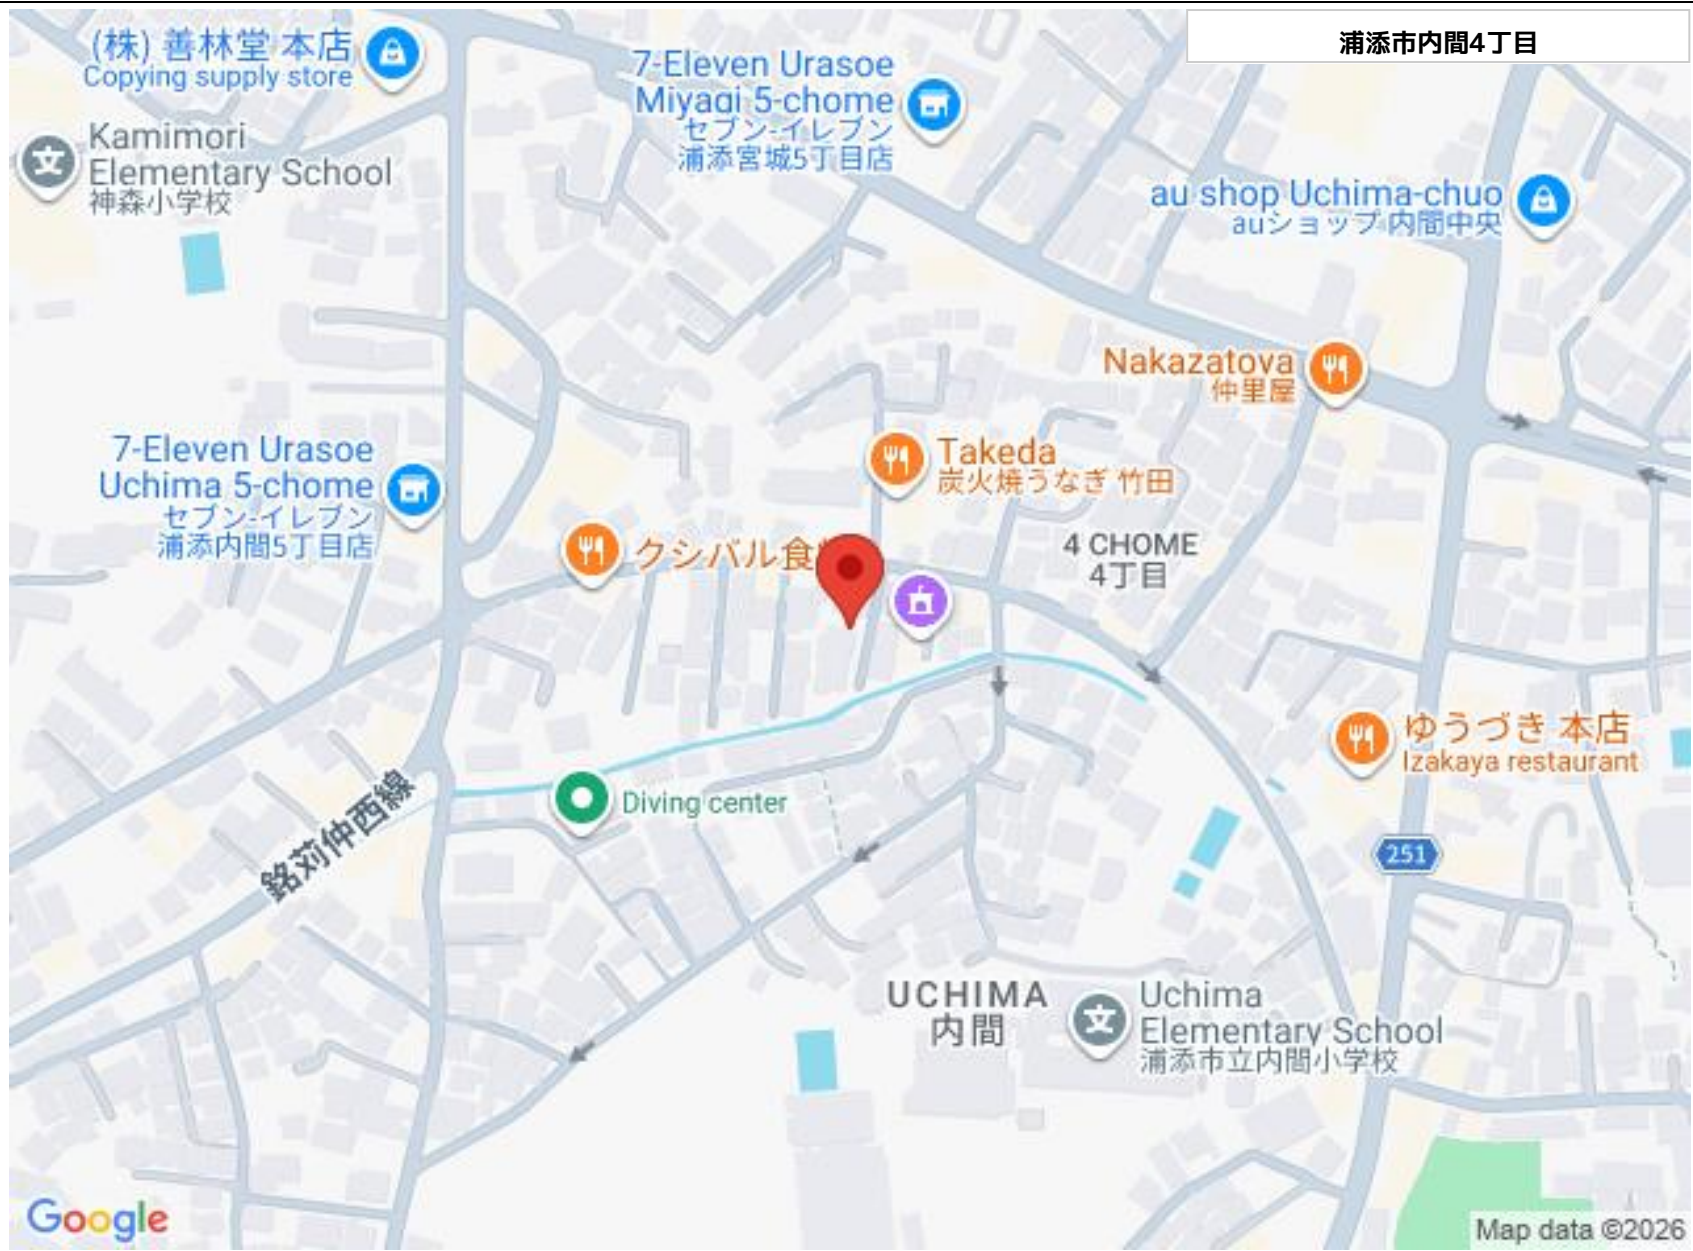 浦添市内間4丁目
(株) 善林堂 本店
Copying supply store
7-Eleven Urasoe
Miyagi 5-chome
セブン-イレブン
浦添宮城5丁目店
Kamimori
Elementary School
神森小学校
au shop Uchima-chuo
auショップ 内間中央
Nakazatoya
仲里屋
7-Eleven Urasoe
Uchima 5-chome
セブン-イレブン
浦添内間5丁目店
Takeda
炭火焼うなぎ 竹田
クシバル食
4 CHOME
4丁目
ゆうづき 本店
Izakaya restaurant
Diving center
銘苅仲西線
251
UCHIMA
内間
Uchima
Elementary School
浦添市立内間小学校
Google
Map data ©2026